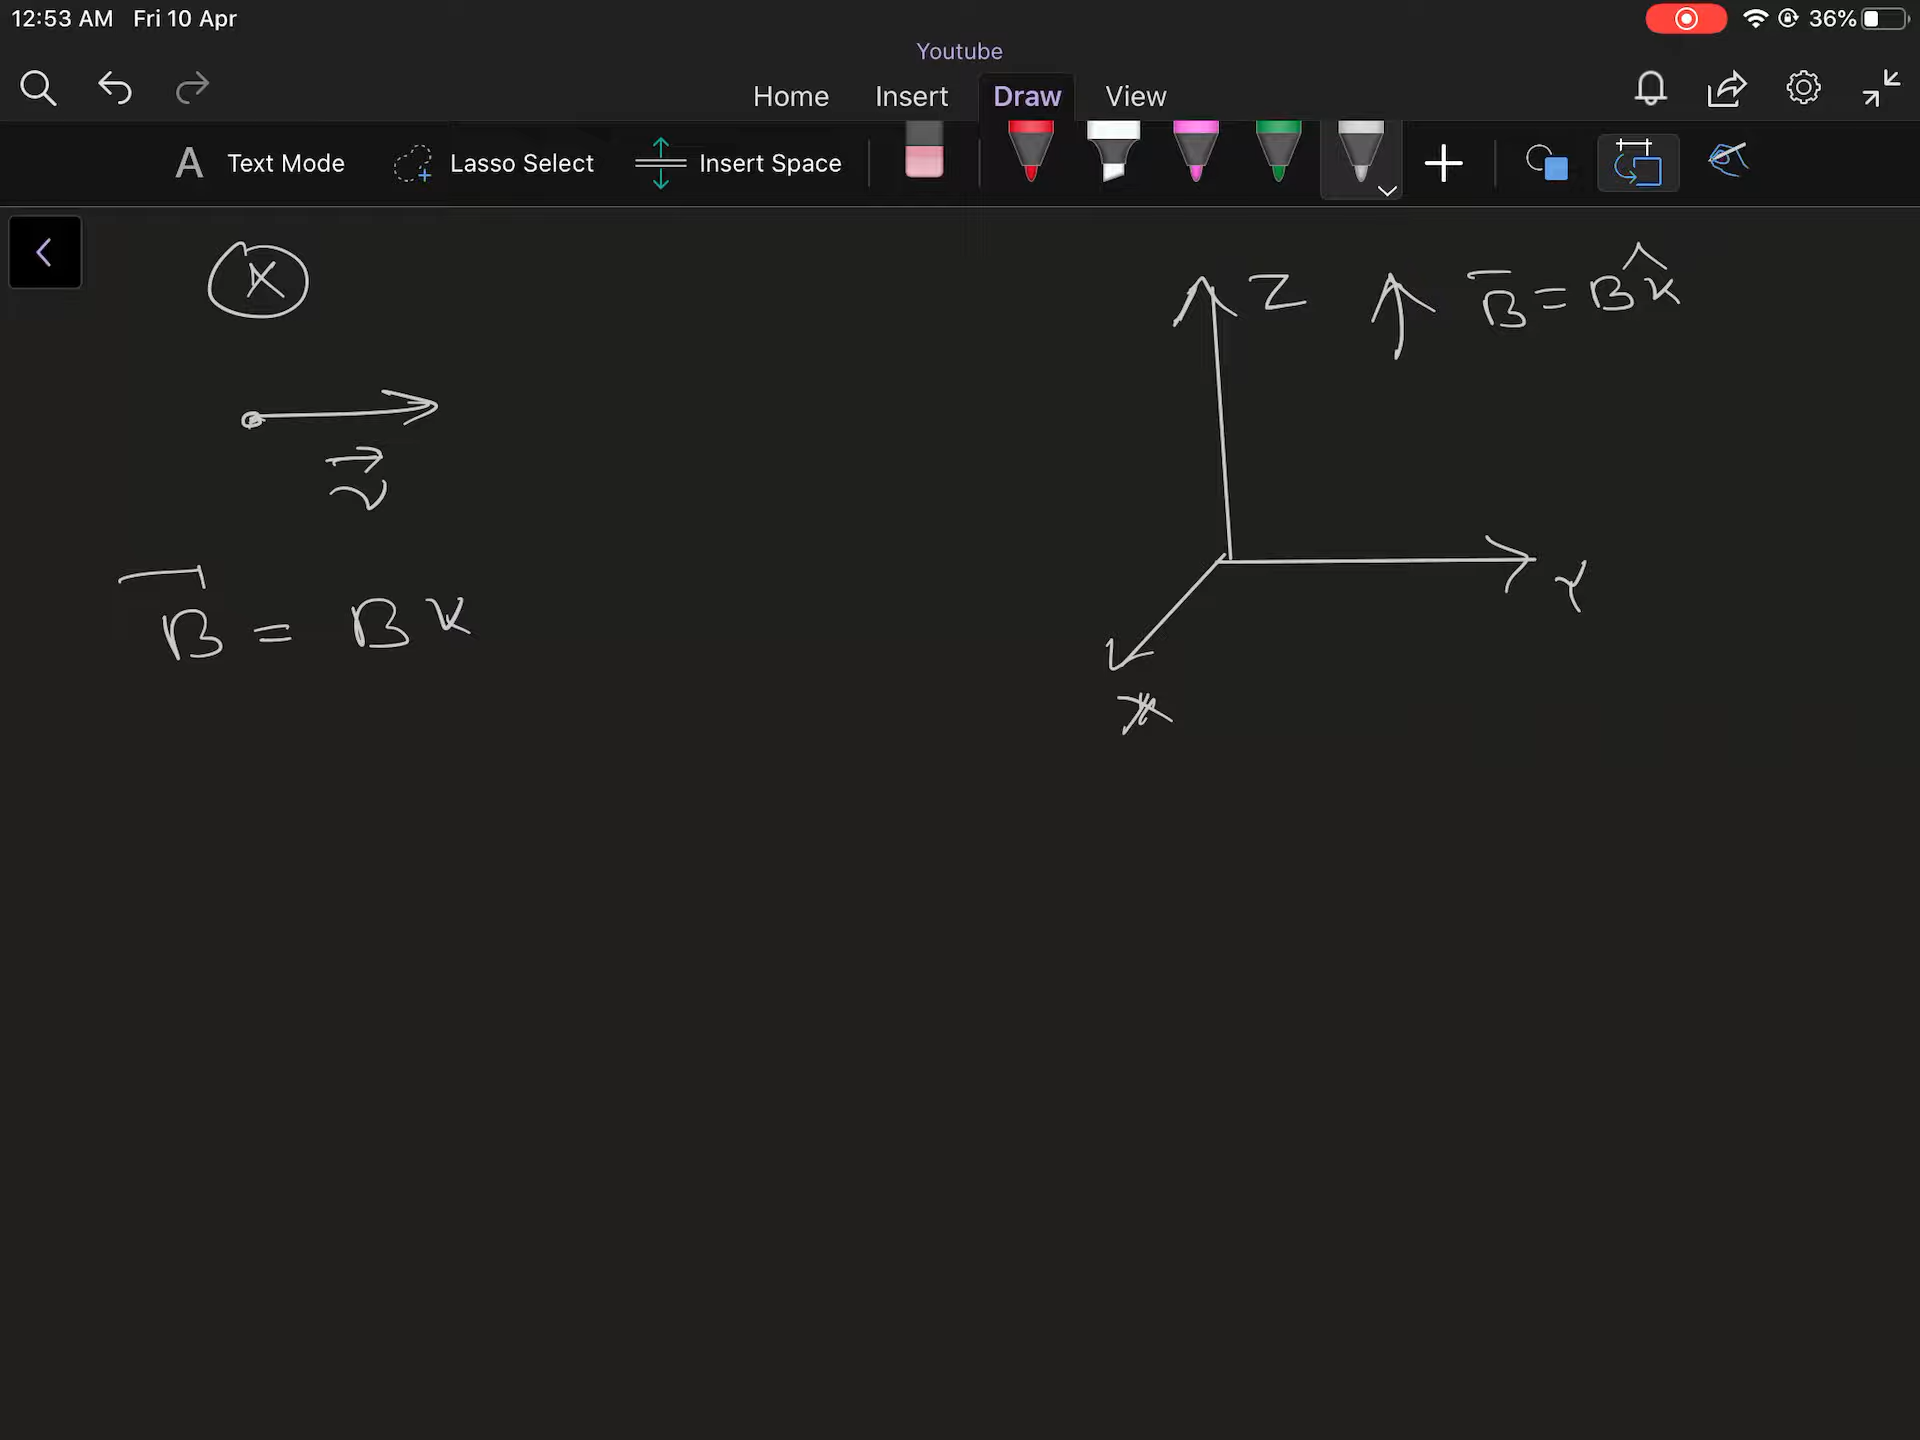 12:53 AM Fri 10 Apr 36%
Youtube
Home Insert Draw View
A Text Mode Lasso Select Insert Space
X
Z B = Bk̂
v⃗
Y
B⃗ = Bk
X